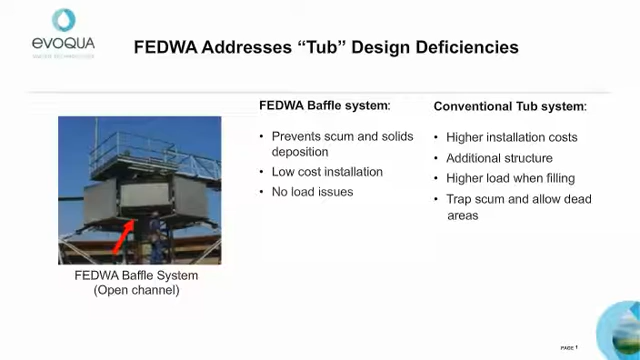 evoqua
FEDWA Addresses “Tub” Design Deficiencies
FEDWA Baffle system:
• Prevents scum and solids
deposition
• Low cost installation
• No load issues
Conventional Tub system:
• Higher installation costs
• Additional structure
• Higher load when filling
• Trap scum and allow dead
areas
FEDWA Baffle System
(Open channel)
PAGE 1